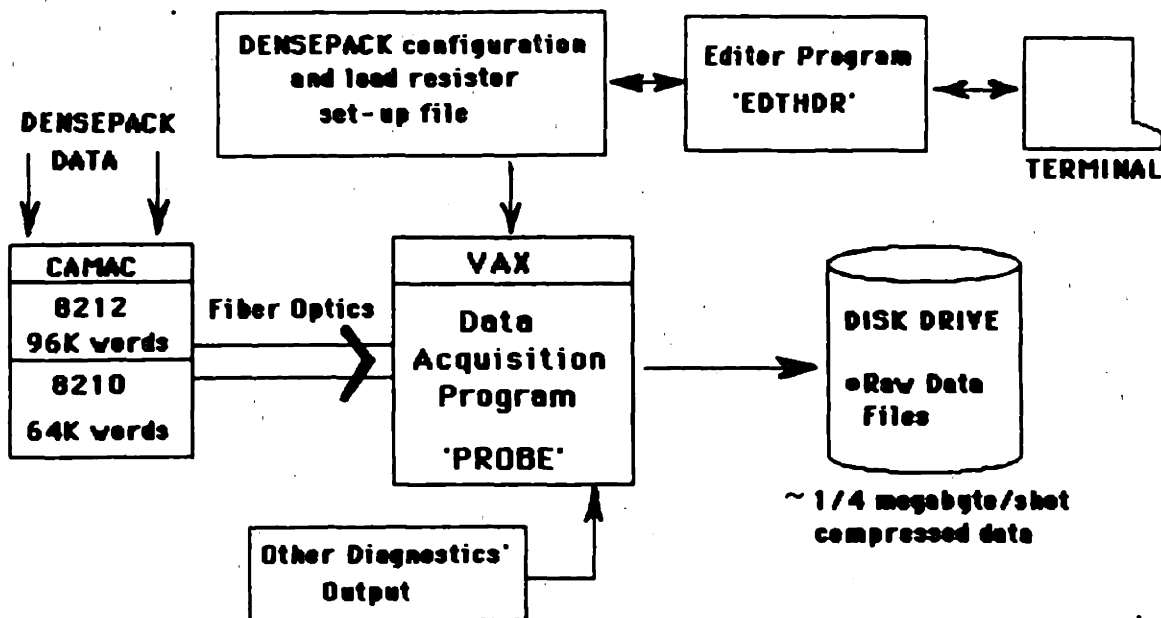 DENSEPACK configuration
and load resistor
set-up file
Editor Program
'EDTHDR'
TERMINAL
DENSEPACK
DATA
CAMAC
8212
96K words
8210
64K words
Fiber Optics
VAX
Data
Acquisition
Program
'PROBE'
DISK DRIVE
•Raw Data
Files
~ 1/4 megabyte/shot
compressed data
Other Diagnostics'
Output